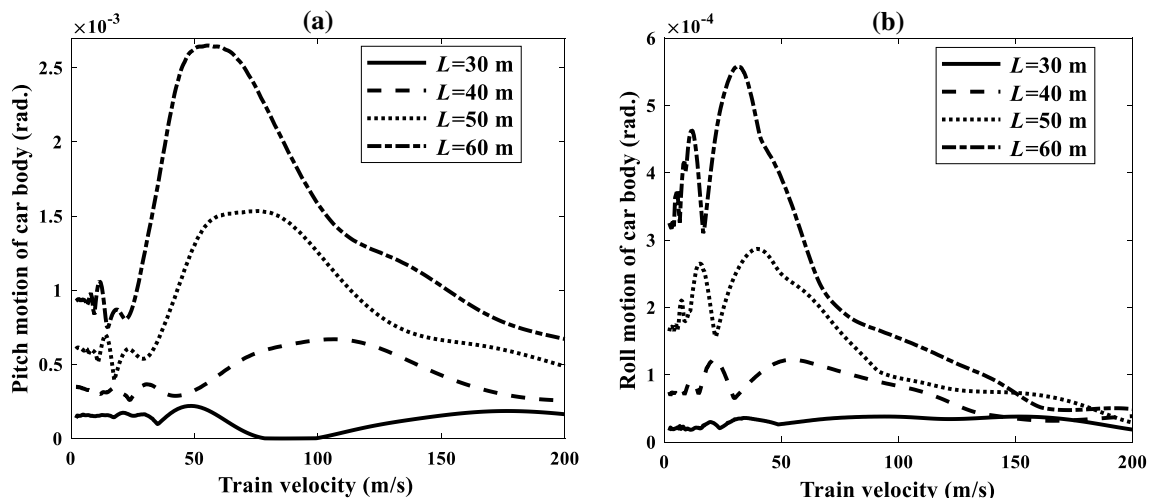 (a)
×10⁻³
2.5
2
1.5
1
0.5
0
Pitch motion of car body (rad.)
L=30 m
L=40 m
L=50 m
L=60 m
0 50 100 150 200
Train velocity (m/s)
(b)
×10⁻⁴
6
5
4
3
2
1
0
Roll motion of car body (rad.)
L=30 m
L=40 m
L=50 m
L=60 m
0 50 100 150 200
Train velocity (m/s)